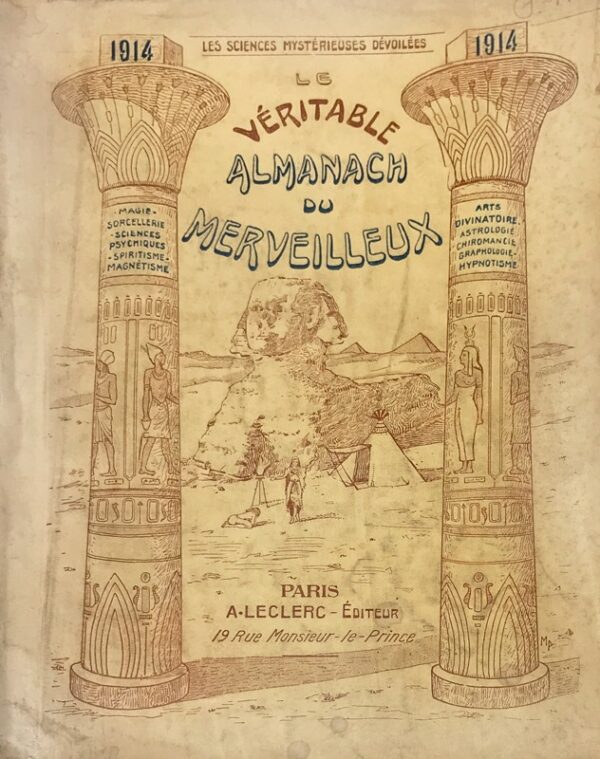 1914
1914
LES SCIENCES MYSTÉRIEUSES DÉVOILÉES
LE
VÉRITABLE
ALMANACH
DU
MERVEILLEUX
·MAGIE·
SORCELLERIE
·SCIENCES
PSYCHIQUES
·SPIRITISME·
MAGNÉTISME
ARTS
DIVINATOIRE·
ASTROLOGIE
CHIROMANCIE
GRAPHOLOGIE·
·HYPNOTISME
PARIS
A·LECLERC - ÉDITEUR
19 Rue Monsieur-le-Prince